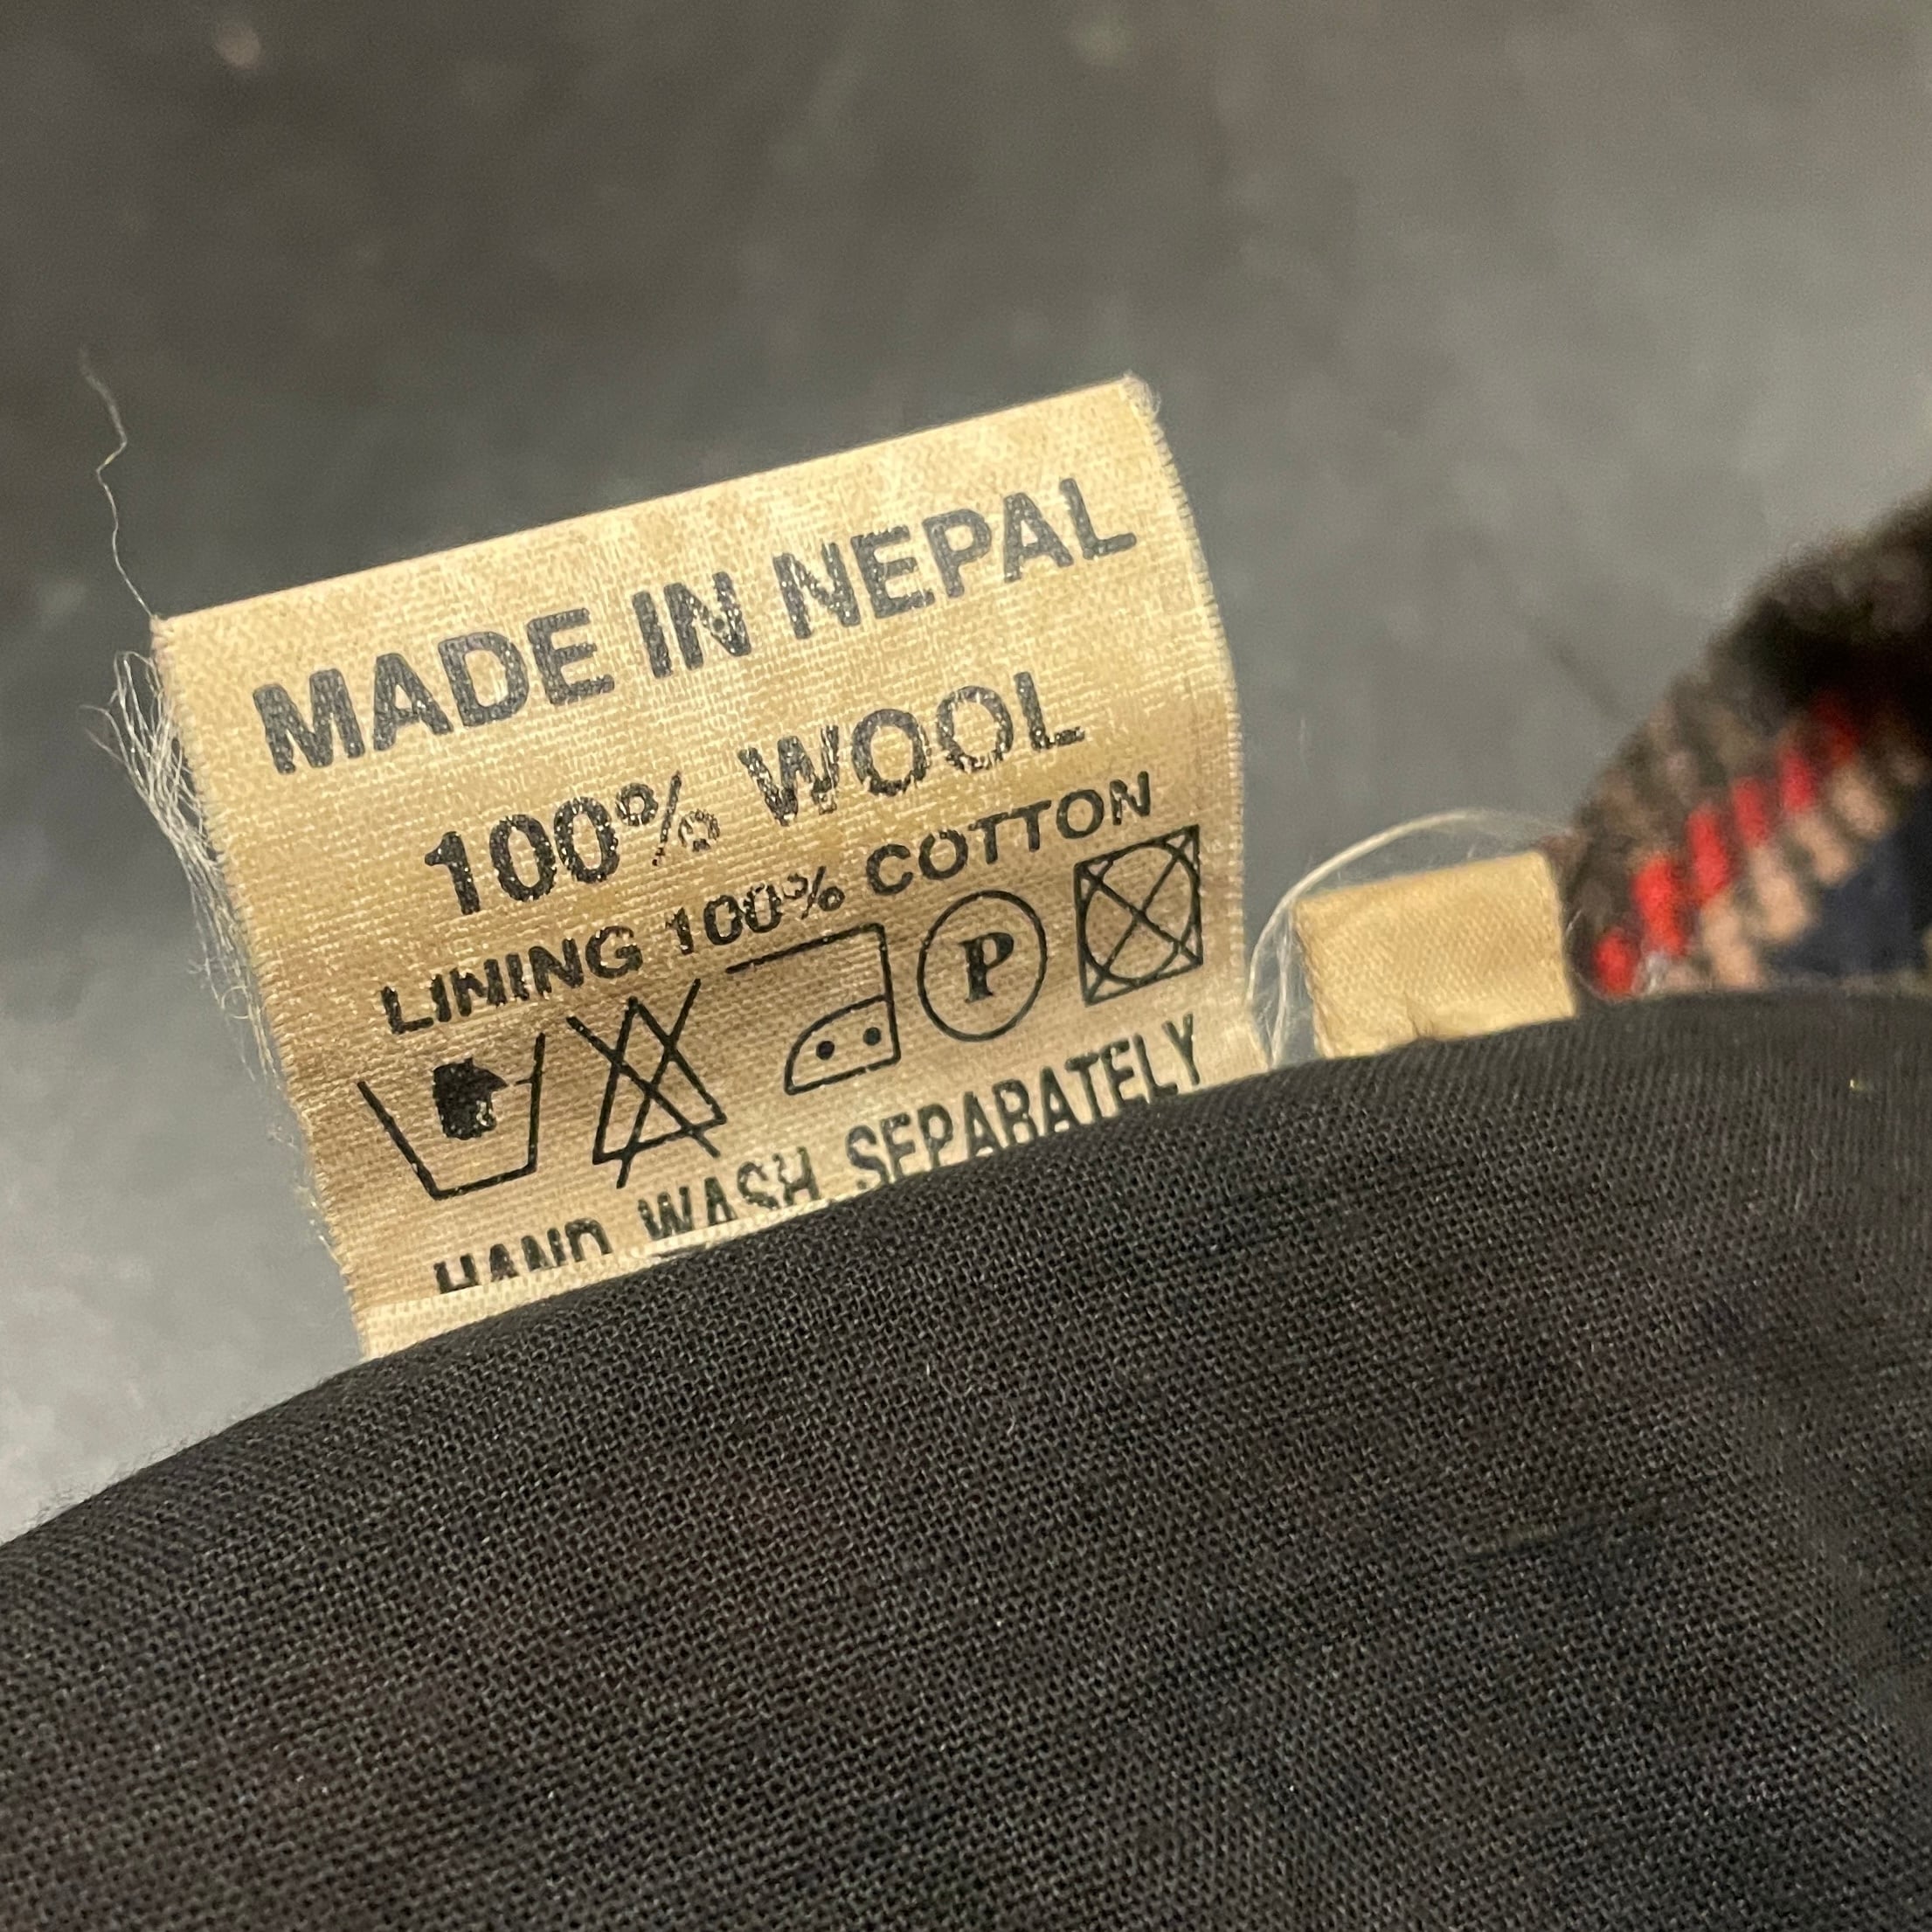 MADE IN NEPAL
100% WOOL
LINING 100% COTTON
P
HAND WASH SEPARATELY